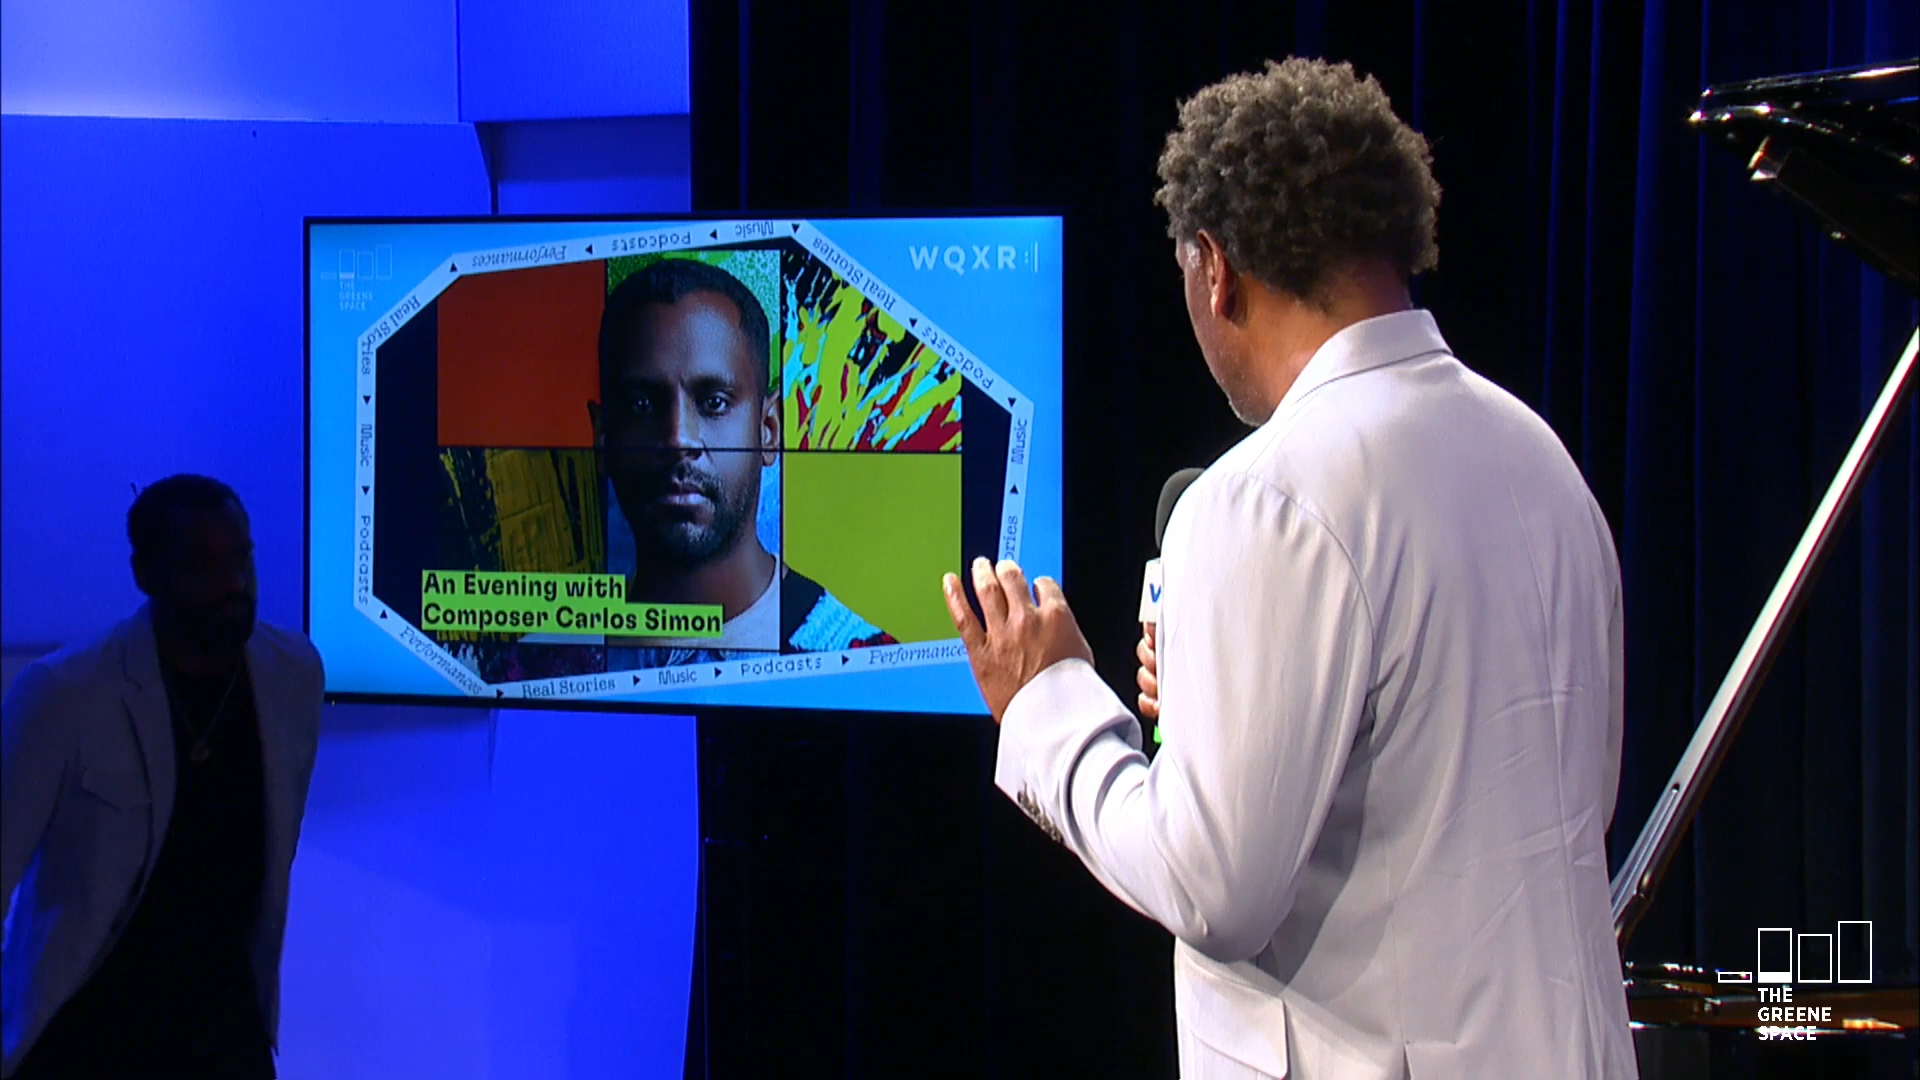 THE
GREENE
SPACE
WQXR
Real Stories
Performances
Podcasts
Music
Real Stories
Podcasts
Music
Music
Podcasts
Performances
Real Stories
Music
Podcasts
Performances
An Evening with
Composer Carlos Simon
THE
GREENE
SPACE